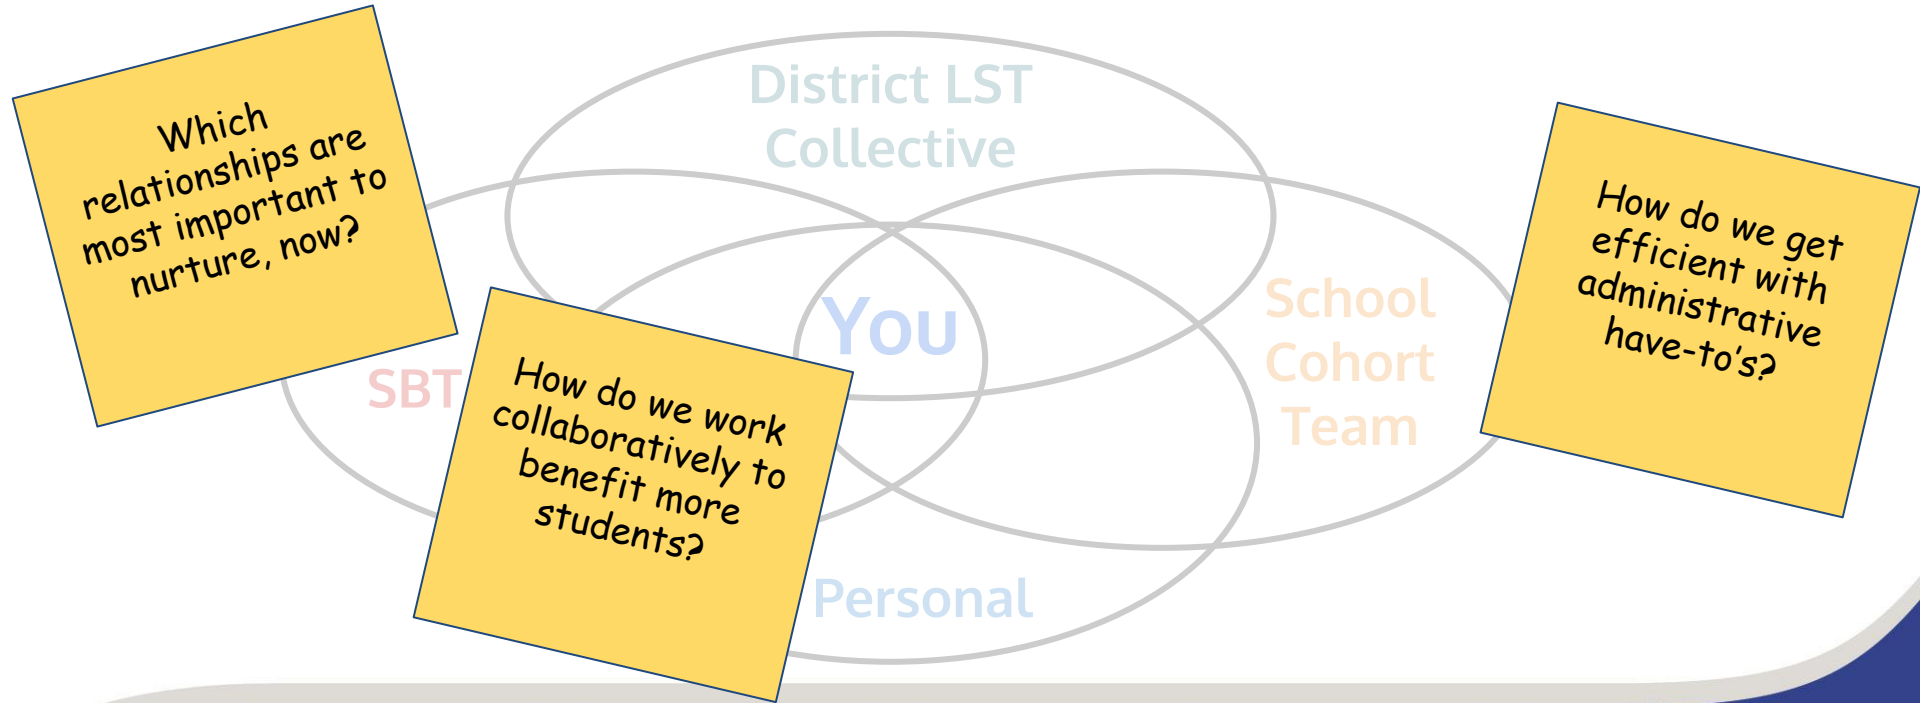 Which
relationships are
most important to
nurture, now?
District LST
Collective
You
SBT
School
Cohort
Team
How do we work
collaboratively to
benefit more
students?
Personal
How do we get
efficient with
administrative
have-to's?